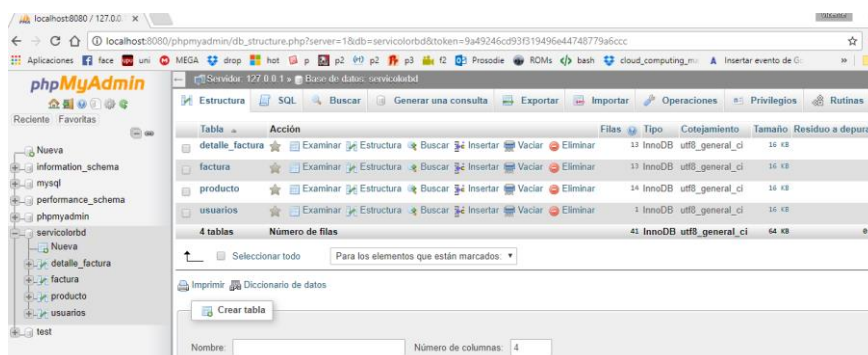 localhost:8080 / 127.0.0.
localhost:8080/phpmyadmin/db_structure.php?server=1&db=servicolorbd&token=9a49246cd93f319496e44748779a6ccc
Aplicaciones face uni MEGA drop hot p p2 p2 p3 f2 Prosodie ROMs bash cloud_computing_mu Insertar evento de G »
phpMyAdmin
Reciente Favoritas
Nueva
information_schema
mysql
performance_schema
phpmyadmin
servicolorbd
Nueva
detalle_factura
factura
producto
usuarios
test
Servidor: 127.0.0.1 » Base de datos: servicolorbd
Estructura SQL Buscar Generar una consulta Exportar Importar Operaciones Privilegios Rutinas
Tabla Acción Filas Tipo Cotejamiento Tamaño Residuo a depura
detalle_factura Examinar Estructura Buscar Insertar Vaciar Eliminar 13 InnoDB utf8_general_ci 16 KB
factura Examinar Estructura Buscar Insertar Vaciar Eliminar 13 InnoDB utf8_general_ci 16 KB
producto Examinar Estructura Buscar Insertar Vaciar Eliminar 14 InnoDB utf8_general_ci 16 KB
usuarios Examinar Estructura Buscar Insertar Vaciar Eliminar 1 InnoDB utf8_general_ci 16 KB
4 tablas Número de filas 41 InnoDB utf8_general_ci 64 KB 0
Seleccionar todo Para los elementos que están marcados:
Imprimir Diccionario de datos
Crear tabla
Nombre: Número de columnas: 4